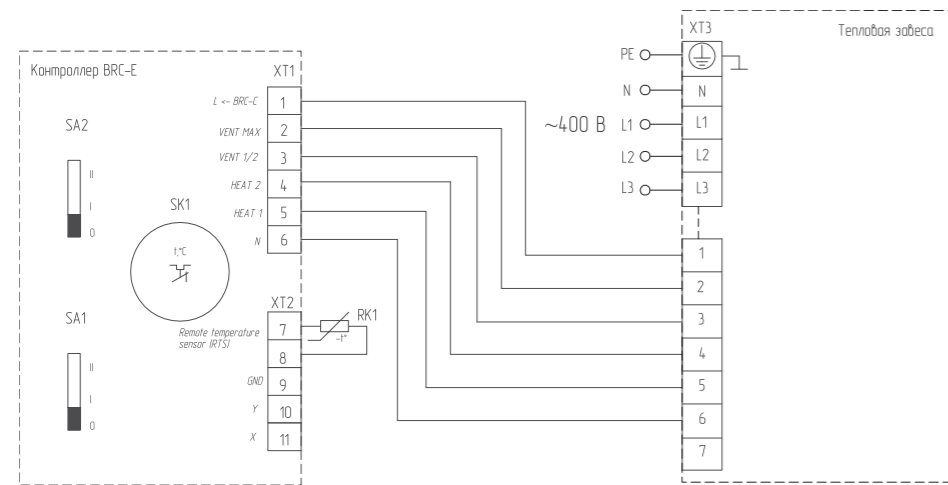 Тепловая завеса
XT3
PE
N
N
~400 В
L1
L1
L2
L2
L3
L3
1
2
3
4
5
6
7
Контроллер BRC-E
XT1
L <- BRC-C
1
VENT MAX
2
VENT 1/2
3
HEAT 2
4
HEAT 1
5
N
6
SA2
II
I
0
SK1
t,°C
SA1
II
I
0
XT2
Remote temperature
sensor (RTS)
7
8
GND
9
Y
10
X
11
RK1
-t°